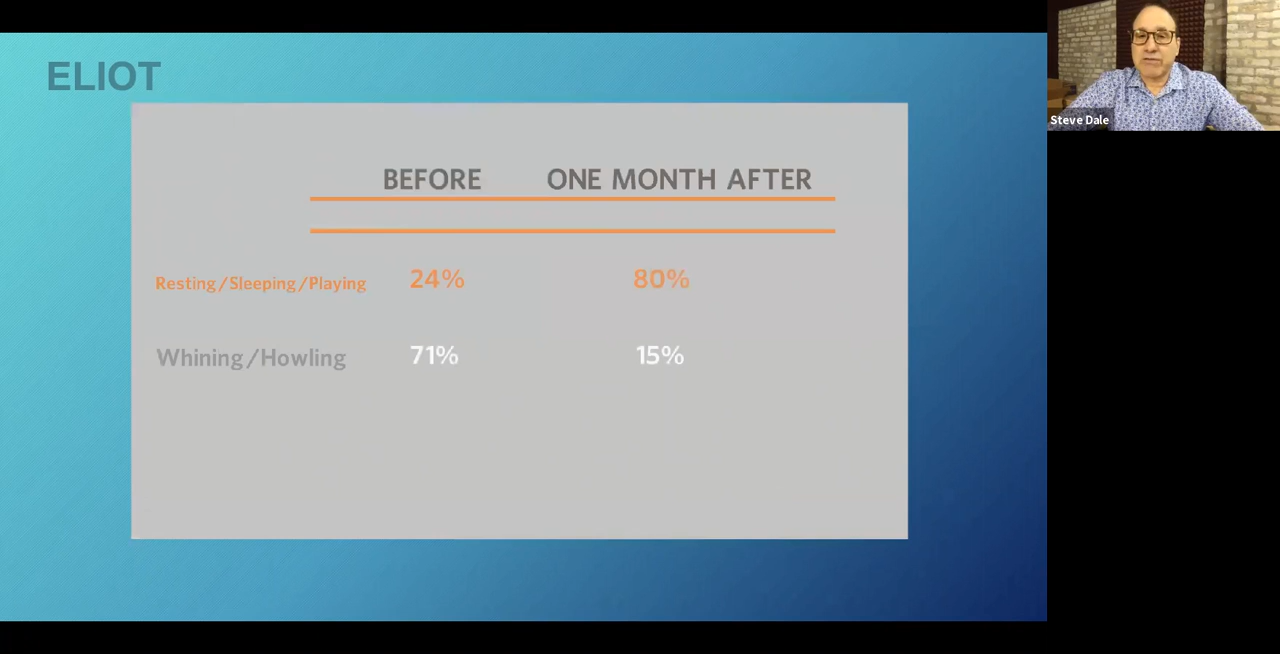 ELIOT
BEFORE ONE MONTH AFTER
Resting/Sleeping/Playing 24% 80%
Whining/Howling 71% 15%
Steve Dale